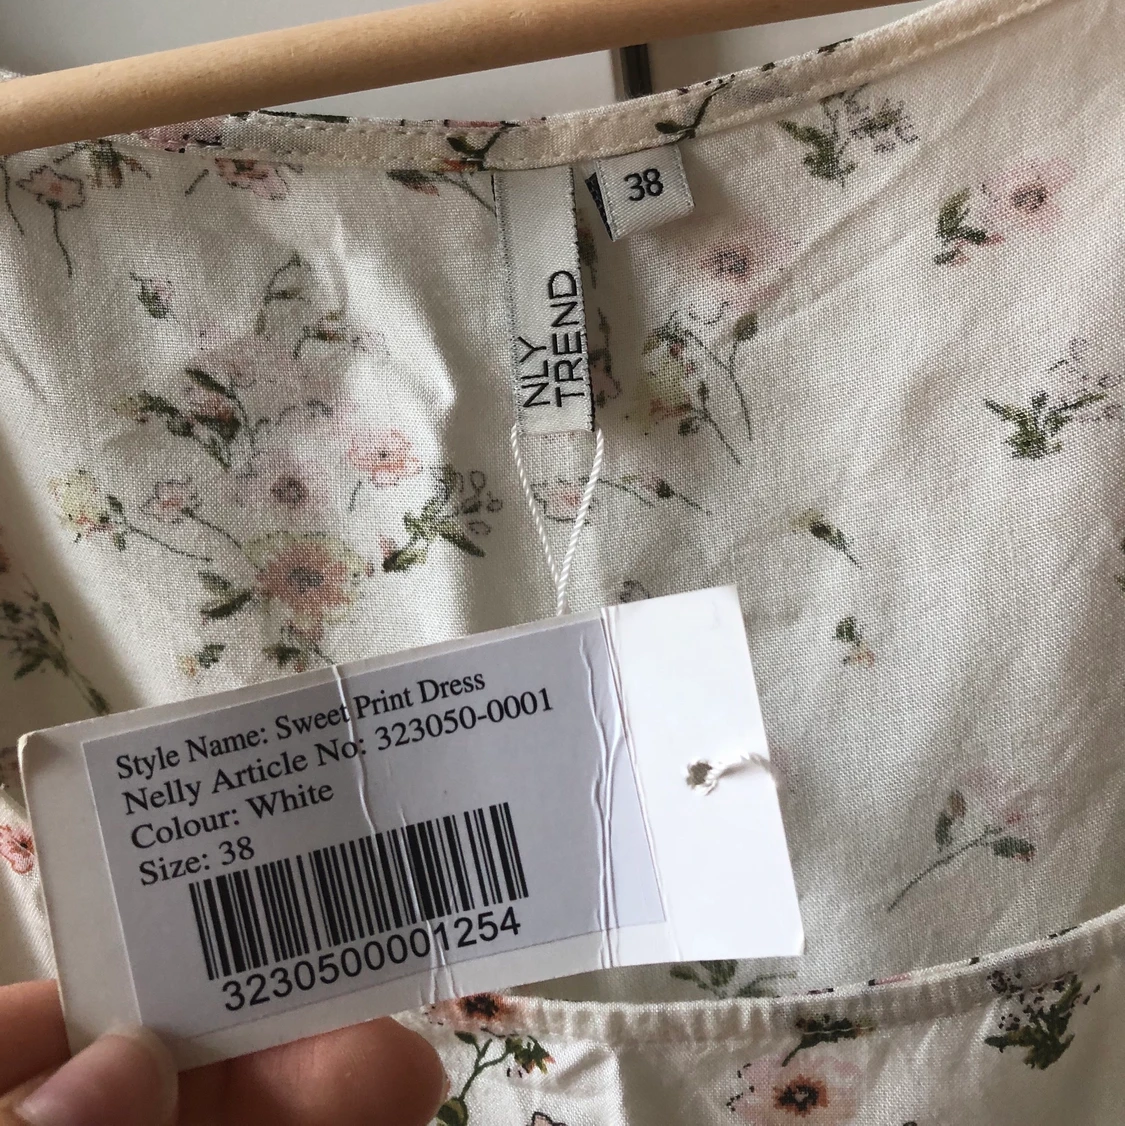 38
NLY
TREND
Style Name: Sweet Print Dress
Nelly Article No: 323050-0001
Colour: White
Size: 38
3230500001254